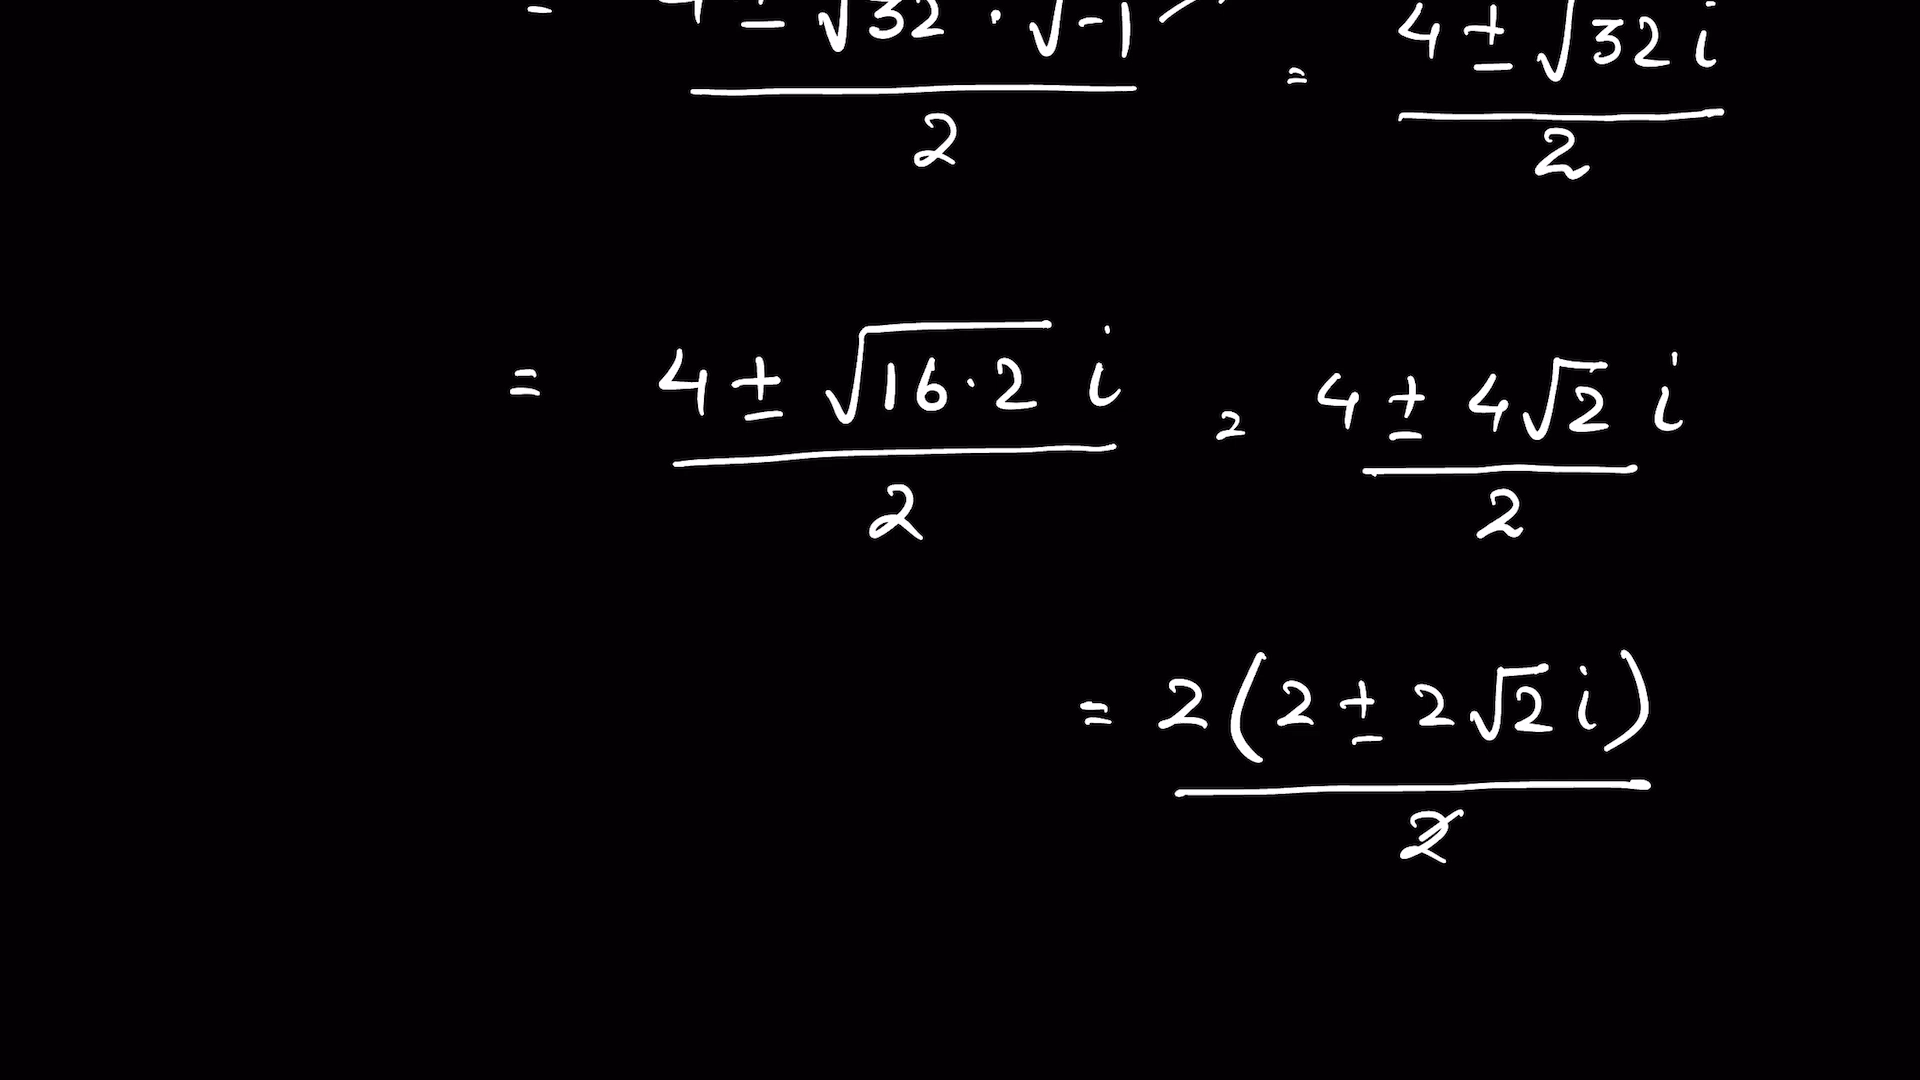 = 4 ± √32 · √-1 / 2 = 4 ± √32 i / 2
= 4 ± √16·2 i / 2 = 4 ± 4√2 i / 2
= 2(2 ± 2√2 i) / 2